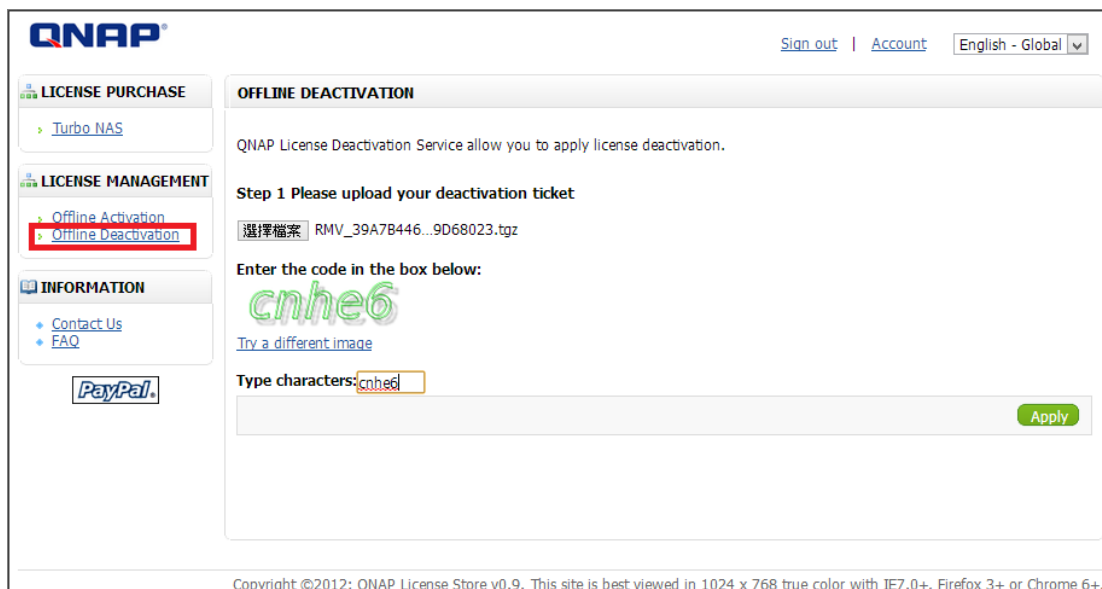 QNAP
Sign out | Account English - Global
LICENSE PURCHASE
Turbo NAS
LICENSE MANAGEMENT
Offline Activation
Offline Deactivation
INFORMATION
Contact Us
FAQ
PayPal.
OFFLINE DEACTIVATION
QNAP License Deactivation Service allow you to apply license deactivation.
Step 1 Please upload your deactivation ticket
選擇檔案 RMV_39A7B446...9D68023.tgz
Enter the code in the box below:
cnhe6
Try a different image
Type characters: cnhe6
Apply
Copyright ©2012: QNAP License Store v0.9. This site is best viewed in 1024 x 768 true color with IE7.0+, Firefox 3+ or Chrome 6+.